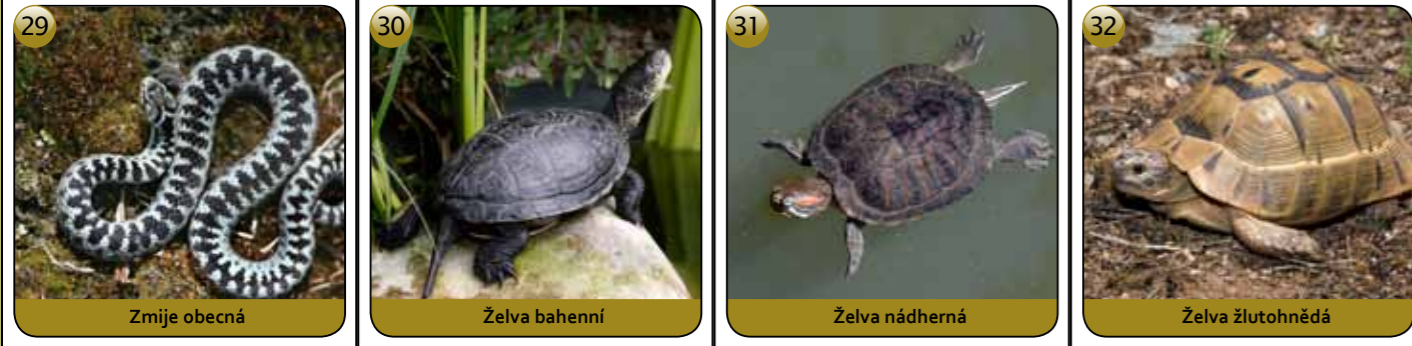 29
30
31
32
Zmije obecná
Želva bahenní
Želva nádherná
Želva žlutohnědá